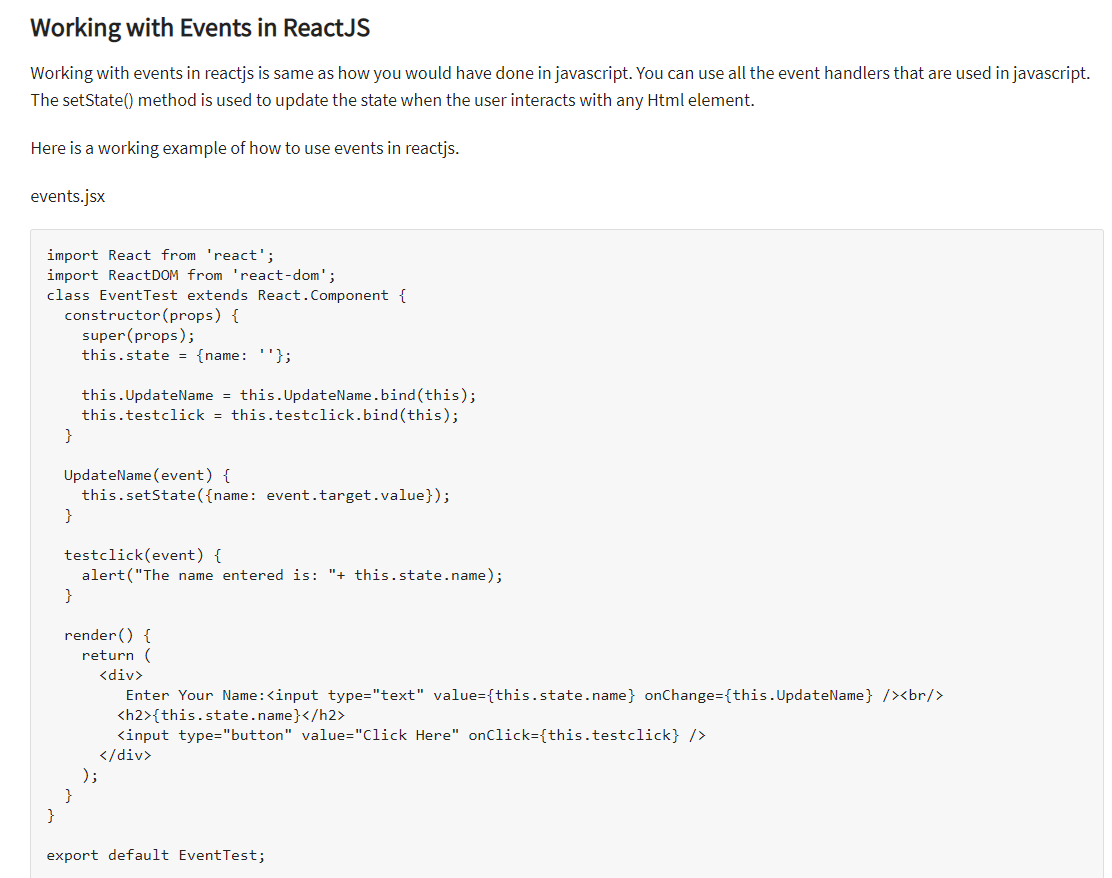 Working with Events in ReactJS
Working with events in reactjs is same as how you would have done in javascript. You can use all the event handlers that are used in javascript.
The setState() method is used to update the state when the user interacts with any Html element.
Here is a working example of how to use events in reactjs.
events.jsx
import React from 'react';
import ReactDOM from 'react-dom';
class EventTest extends React.Component {
  constructor(props) {
    super(props);
    this.state = {name: ''};

    this.UpdateName = this.UpdateName.bind(this);
    this.testclick = this.testclick.bind(this);
  }

  UpdateName(event) {
    this.setState({name: event.target.value});
  }

  testclick(event) {
    alert("The name entered is: "+ this.state.name);
  }

  render() {
    return (
      <div>
         Enter Your Name:<input type="text" value={this.state.name} onChange={this.UpdateName} /><br/>
        <h2>{this.state.name}</h2>
        <input type="button" value="Click Here" onClick={this.testclick} />
      </div>
    );
  }
}

export default EventTest;